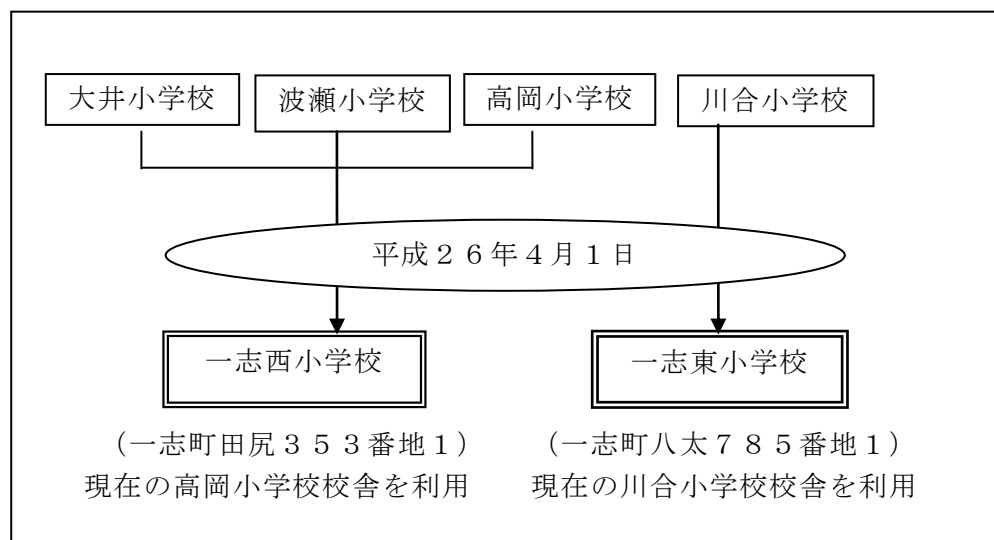 大井小学校
波瀬小学校
高岡小学校
川合小学校
平成２６年４月１日
一志西小学校
一志東小学校
（一志町田尻３５３番地１）
現在の高岡小学校校舎を利用
（一志町八太７８５番地１）
現在の川合小学校校舎を利用